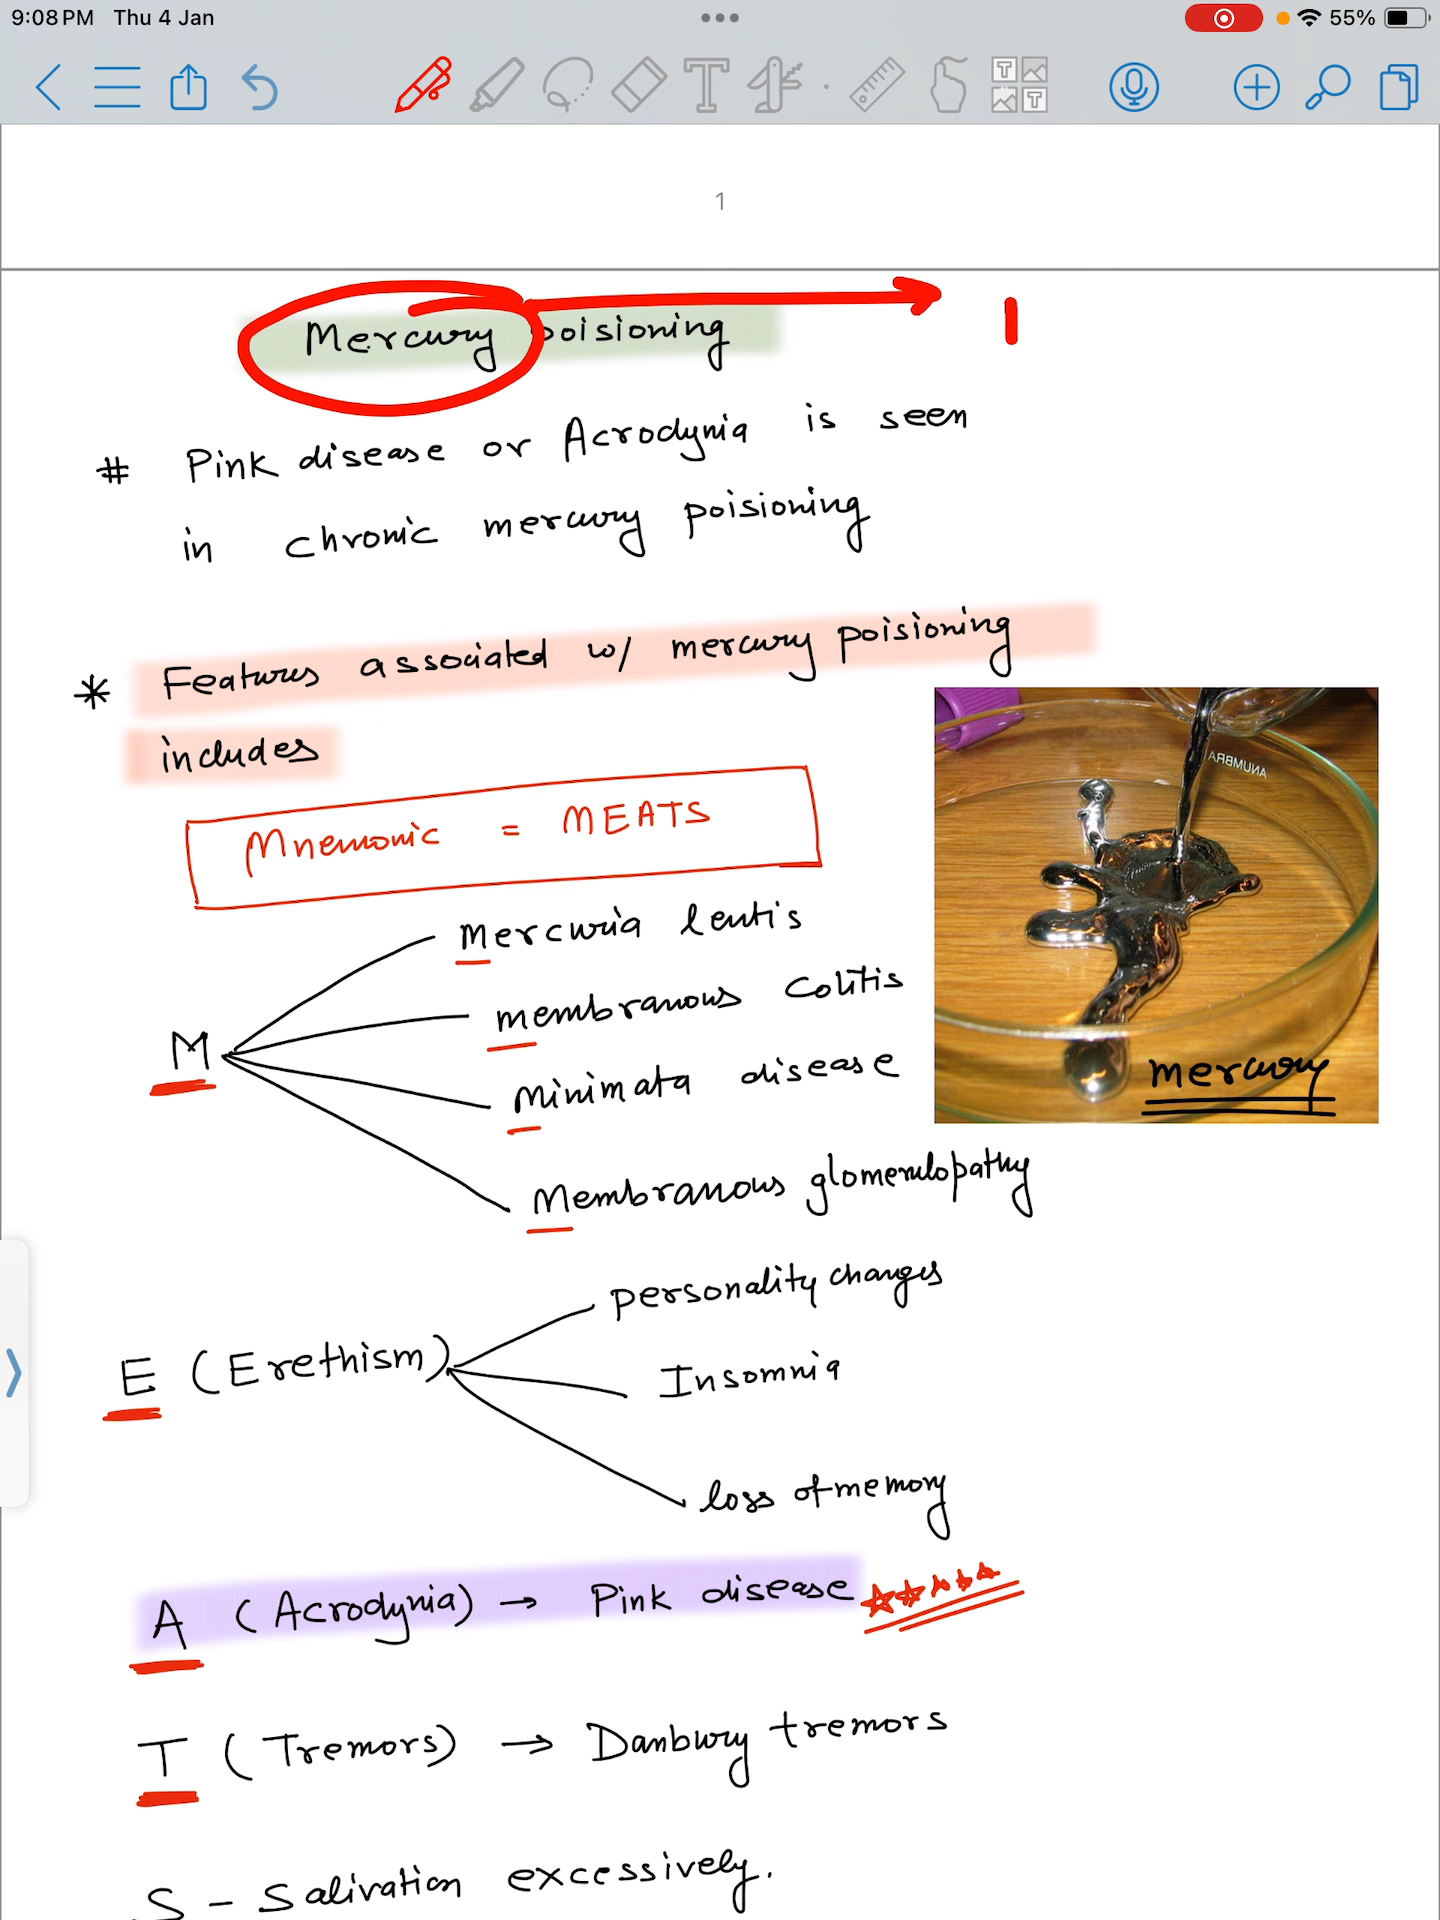 9:08 PM Thu 4 Jan
55%
1
Mercury poisioning
1
# Pink disease or Acrodynia is seen
in chronic mercury poisioning
* Features associated w/ mercury poisioning
includes
Mnemonic = MEATS
ANUMBRA
mercury
M
Mercuria lentis
membranous colitis
Minimata disease
Membranous glomerulopathy
E (Erethism)
personality changes
Insomnia
loss of memory
A (Acrodynia) → Pink disease
T (Tremors) → Danbury tremors
S - Salivation excessively.